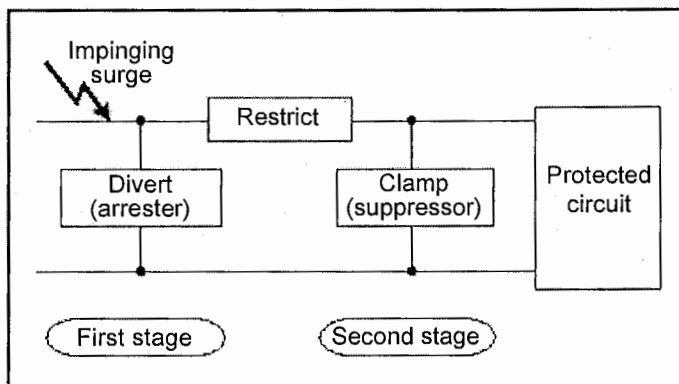 Impinging
surge
Restrict
Divert
(arrester)
Clamp
(suppressor)
Protected
circuit
First stage
Second stage